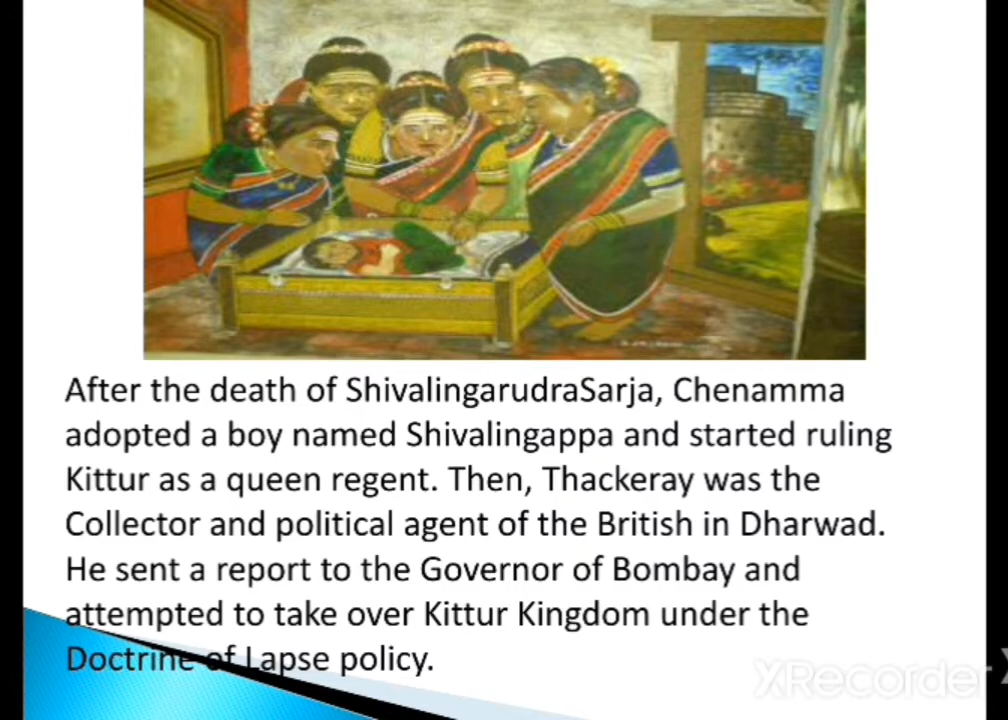 After the death of ShivalingarudraSarja, Chenamma
adopted a boy named Shivalingappa and started ruling
Kittur as a queen regent. Then, Thackeray was the
Collector and political agent of the British in Dharwad.
He sent a report to the Governor of Bombay and
attempted to take over Kittur Kingdom under the
Doctrine of Lapse policy.
XRecorder